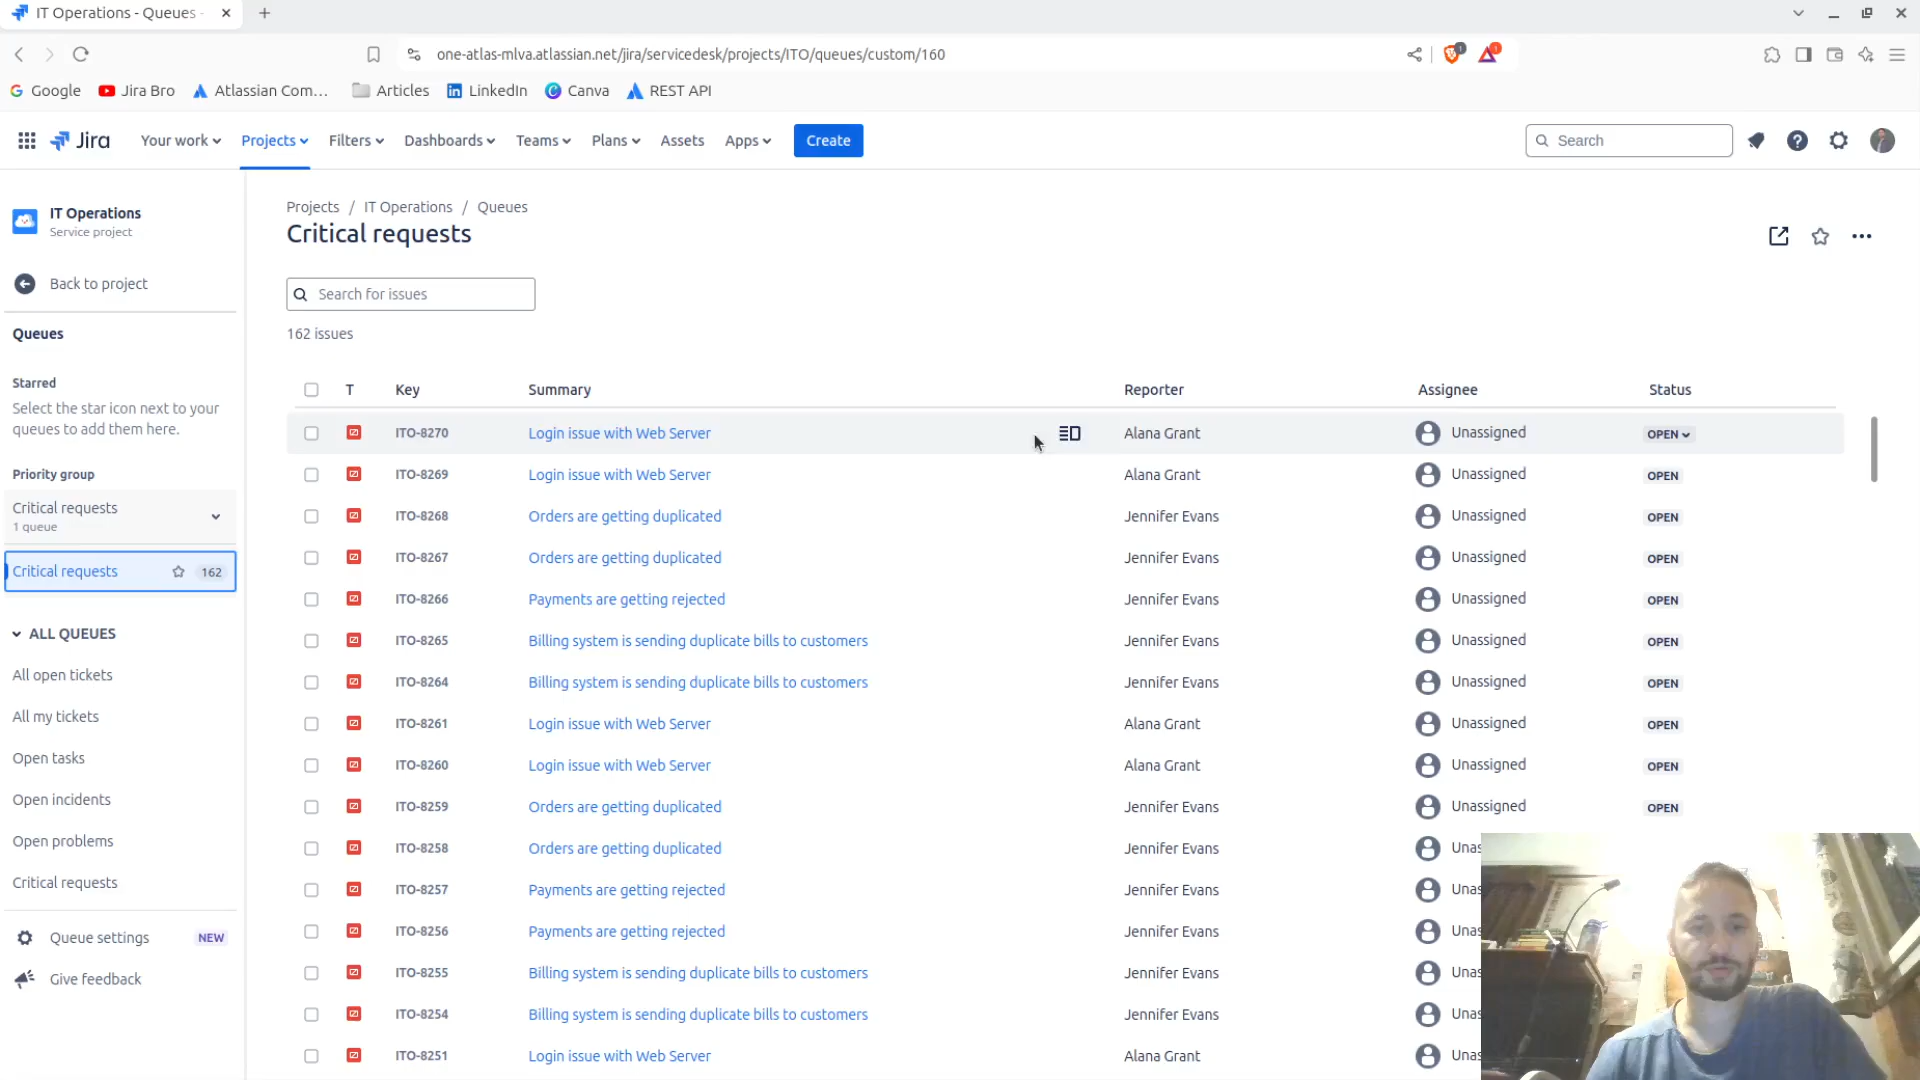 IT Operations - Queues -
one-atlas-mlva.atlassian.net/jira/servicedesk/projects/ITO/queues/custom/160
1
1
Google Jira Bro Atlassian Com... Articles LinkedIn Canva REST API
Jira Your work Projects Filters Dashboards Teams Plans Assets Apps Create Search
IT Operations
Service project
Back to project
Queues
Starred
Select the star icon next to your
queues to add them here.
Priority group
Critical requests
1 queue
Critical requests 162
ALL QUEUES
All open tickets
All my tickets
Open tasks
Open incidents
Open problems
Critical requests
Queue settings NEW
Give feedback
Projects / IT Operations / Queues
Critical requests
Search for issues
162 issues
T Key Summary Reporter Assignee Status
ITO-8270 Login issue with Web Server Alana Grant Unassigned OPEN
ITO-8269 Login issue with Web Server Alana Grant Unassigned OPEN
ITO-8268 Orders are getting duplicated Jennifer Evans Unassigned OPEN
ITO-8267 Orders are getting duplicated Jennifer Evans Unassigned OPEN
ITO-8266 Payments are getting rejected Jennifer Evans Unassigned OPEN
ITO-8265 Billing system is sending duplicate bills to customers Jennifer Evans Unassigned OPEN
ITO-8264 Billing system is sending duplicate bills to customers Jennifer Evans Unassigned OPEN
ITO-8261 Login issue with Web Server Alana Grant Unassigned OPEN
ITO-8260 Login issue with Web Server Alana Grant Unassigned OPEN
ITO-8259 Orders are getting duplicated Jennifer Evans Unassigned OPEN
ITO-8258 Orders are getting duplicated Jennifer Evans Unas
ITO-8257 Payments are getting rejected Jennifer Evans Unas
ITO-8256 Payments are getting rejected Jennifer Evans Unas
ITO-8255 Billing system is sending duplicate bills to customers Jennifer Evans Unas
ITO-8254 Billing system is sending duplicate bills to customers Jennifer Evans Unas
ITO-8251 Login issue with Web Server Alana Grant Unas